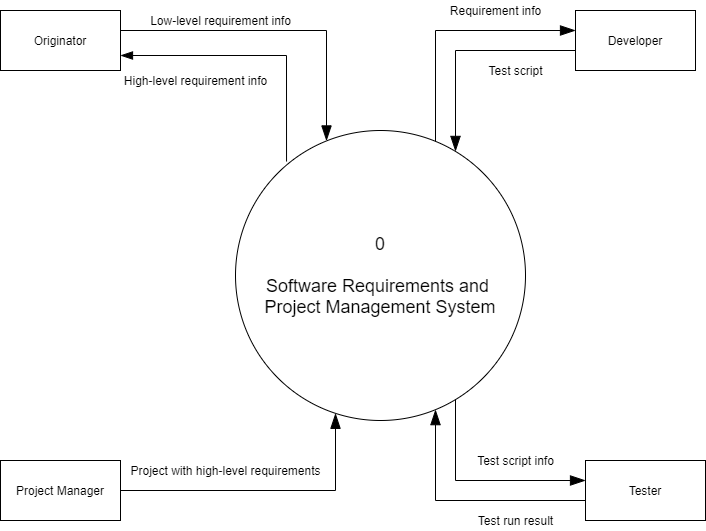 Originator
Low-level requirement info
High-level requirement info
Requirement info
Developer
Test script
0
Software Requirements and
Project Management System
Project Manager
Project with high-level requirements
Test script info
Tester
Test run result